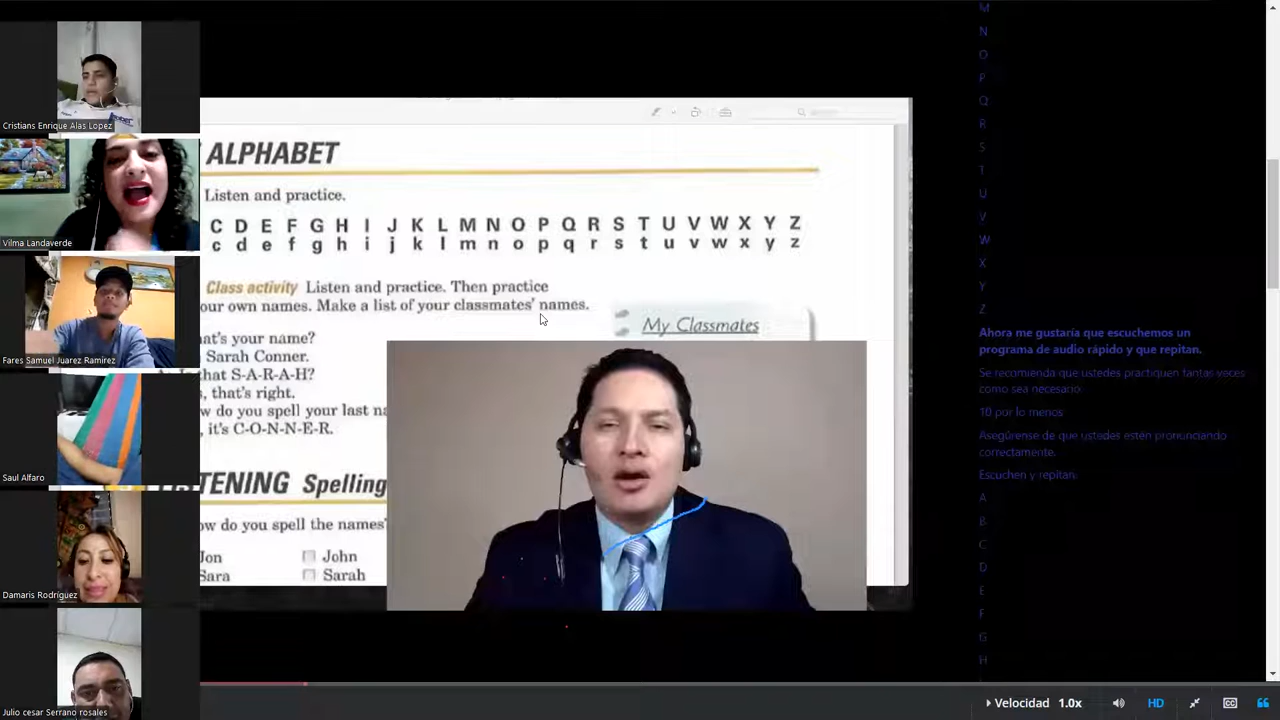 Cristians Enrique Alas Lopez
Vilma Landaverde
Fares Samuel Juarez Ramirez
Saul Alfaro
Damaris Rodríguez
Julio cesar Serrano rosales
ALPHABET
Listen and practice.
C D E F G H I J K L M N O P Q R S T U V W X Y Z
c d e f g h i j k l m n o p q r s t u v w x y z
Class activity Listen and practice. Then practice
our own names. Make a list of your classmates' names.
My Classmates
at's your name?
Sarah Conner.
that S-A-R-A-H?
, that's right.
w do you spell your last na
, it's C-O-N-N-E-R.
TENING Spelling
ow do you spell the names?
Jon
John
Sara
Sarah
M
N
O
P
Q
R
S
T
U
V
W
X
Y
Z
Ahora me gustaría que escuchemos un
programa de audio rápido y que repitan.
Se recomienda que ustedes practiquen tantas veces
como sea necesario
10 por lo menos
Asegúrense de que ustedes estén pronunciando
correctamente.
Escuchen y repitan.
A
B
C
D
E
F
G
H
Velocidad 1.0x
HD